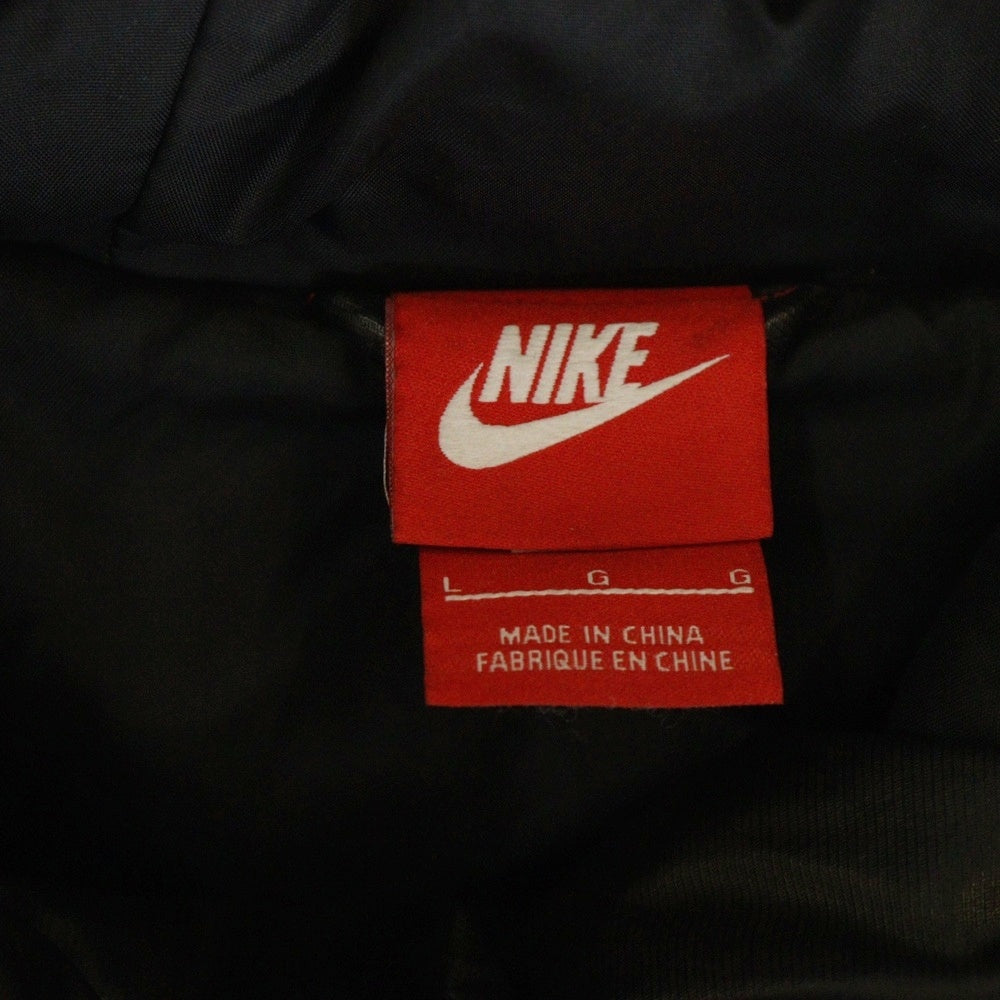 NIKE
L G G
MADE IN CHINA
FABRIQUE EN CHINE